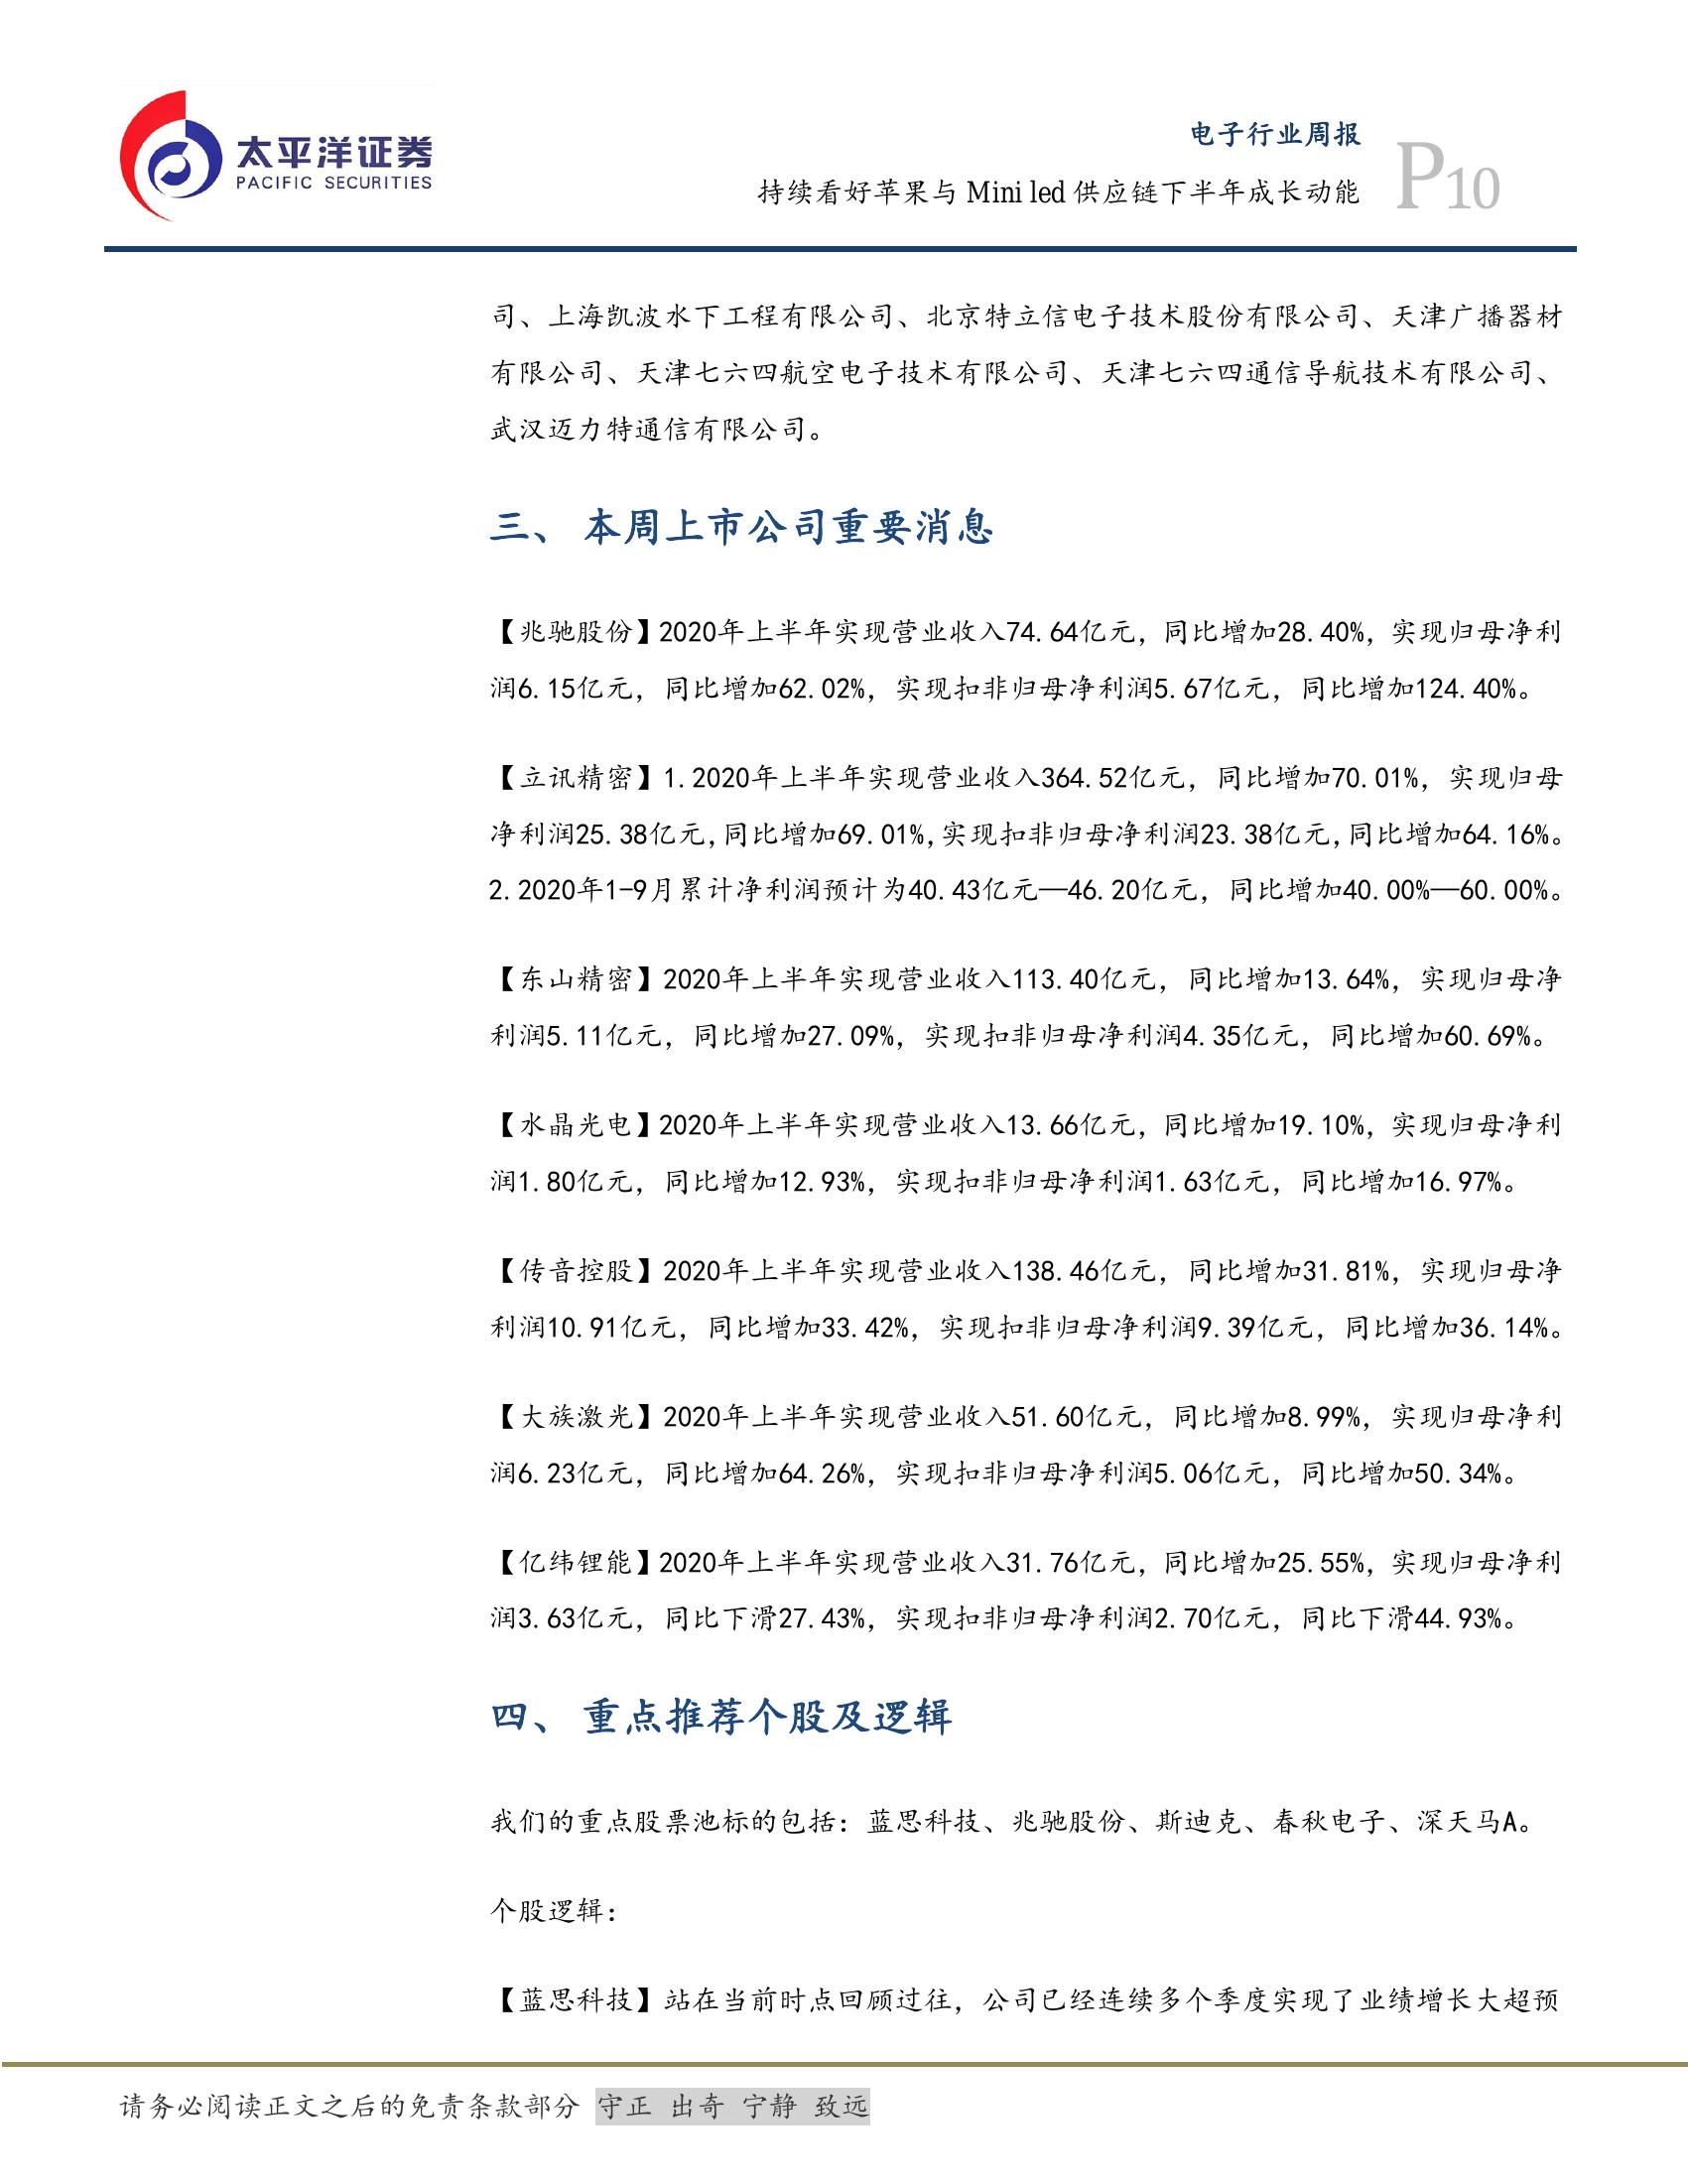 太平洋证券
PACIFIC SECURITIES
电子行业周报
持续看好苹果与 Mini led 供应链下半年成长动能
P10
司、上海凯波水下工程有限公司、北京特立信电子技术股份有限公司、天津广播器材
有限公司、天津七六四航空电子技术有限公司、天津七六四通信导航技术有限公司、
武汉迈力特通信有限公司。
三、 本周上市公司重要消息
【兆驰股份】2020年上半年实现营业收入74.64亿元，同比增加28.40%，实现归母净利
润6.15亿元，同比增加62.02%，实现扣非归母净利润5.67亿元，同比增加124.40%。
【立讯精密】1.2020年上半年实现营业收入364.52亿元，同比增加70.01%，实现归母
净利润25.38亿元，同比增加69.01%，实现扣非归母净利润23.38亿元，同比增加64.16%。
2.2020年1-9月累计净利润预计为40.43亿元—46.20亿元，同比增加40.00%—60.00%。
【东山精密】2020年上半年实现营业收入113.40亿元，同比增加13.64%，实现归母净
利润5.11亿元，同比增加27.09%，实现扣非归母净利润4.35亿元，同比增加60.69%。
【水晶光电】2020年上半年实现营业收入13.66亿元，同比增加19.10%，实现归母净利
润1.80亿元，同比增加12.93%，实现扣非归母净利润1.63亿元，同比增加16.97%。
【传音控股】2020年上半年实现营业收入138.46亿元，同比增加31.81%，实现归母净
利润10.91亿元，同比增加33.42%，实现扣非归母净利润9.39亿元，同比增加36.14%。
【大族激光】2020年上半年实现营业收入51.60亿元，同比增加8.99%，实现归母净利
润6.23亿元，同比增加64.26%，实现扣非归母净利润5.06亿元，同比增加50.34%。
【亿纬锂能】2020年上半年实现营业收入31.76亿元，同比增加25.55%，实现归母净利
润3.63亿元，同比下滑27.43%，实现扣非归母净利润2.70亿元，同比下滑44.93%。
四、 重点推荐个股及逻辑
我们的重点股票池标的包括：蓝思科技、兆驰股份、斯迪克、春秋电子、深天马A。
个股逻辑：
【蓝思科技】站在当前时点回顾过往，公司已经连续多个季度实现了业绩增长大超预
请务必阅读正文之后的免责条款部分 守正 出奇 宁静 致远